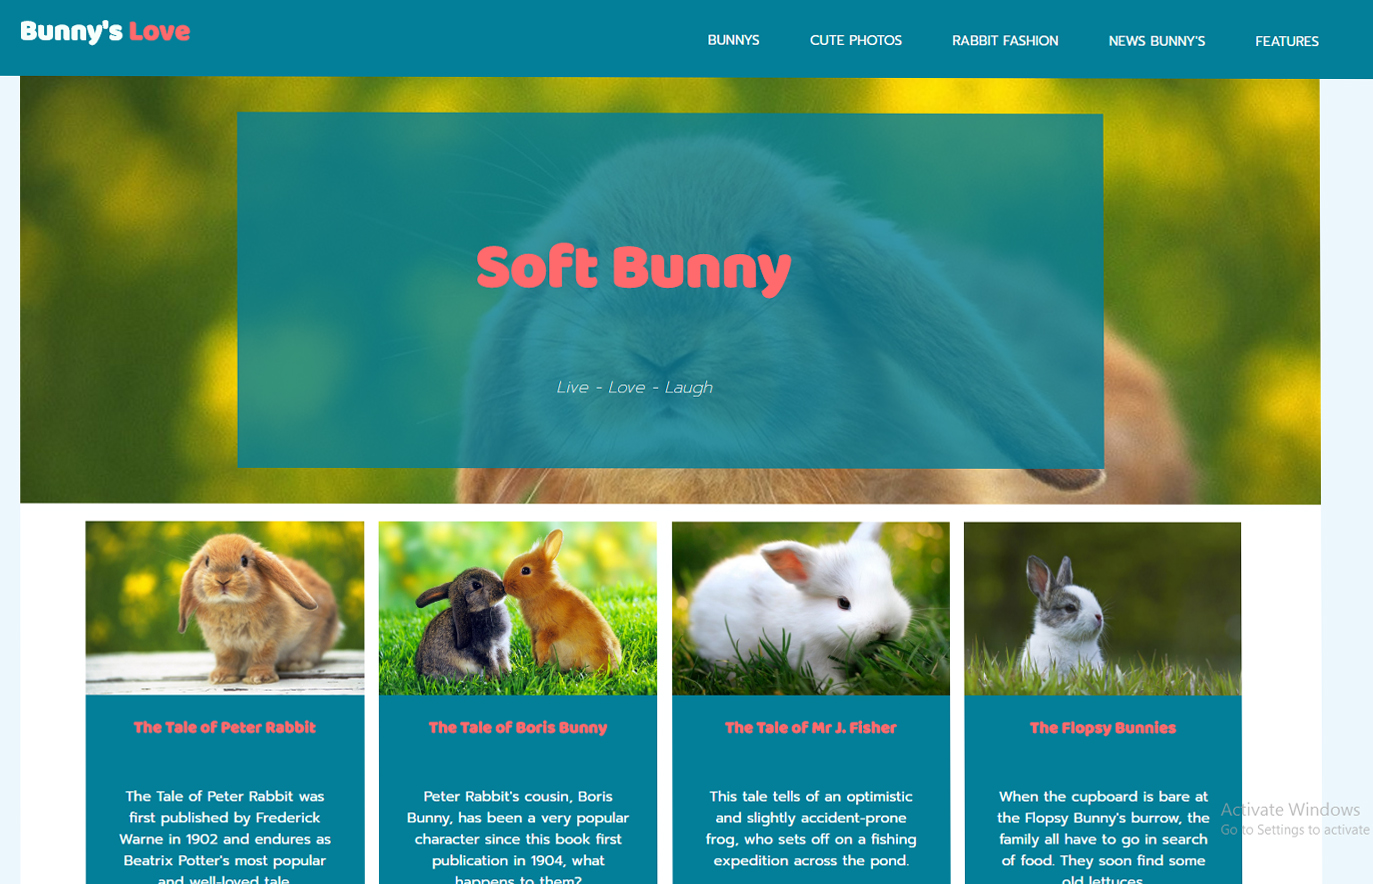 Bunny's Love
BUNNYS
CUTE PHOTOS
RABBIT FASHION
NEWS BUNNY'S
FEATURES
Soft Bunny
Live - Love - Laugh
The Tale of Peter Rabbit
The Tale of Peter Rabbit was
first published by Frederick
Warne in 1902 and endures as
Beatrix Potter's most popular
and well-loved tale
The Tale of Boris Bunny
Peter Rabbit's cousin, Boris
Bunny, has been a very popular
character since this book first
publication in 1904, what
happens to them?
The Tale of Mr J. Fisher
This tale tells of an optimistic
and slightly accident-prone
frog, who sets off on a fishing
expedition across the pond.
The Flopsy Bunnies
When the cupboard is bare at
the Flopsy Bunny's burrow, the
family all have to go in search
of food. They soon find some
old lettuces
Activate Windows
Go to Settings to activate